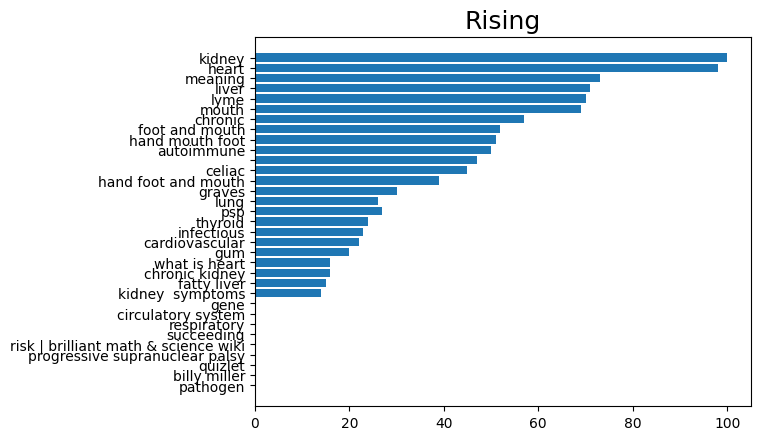 Rising
kidney
heart
meaning
liver
lyme
mouth
chronic
foot and mouth
hand mouth foot
autoimmune
celiac
hand foot and mouth
graves
lung
psp
thyroid
infectious
cardiovascular
gum
what is heart
chronic kidney
fatty liver
kidney  symptoms
gene
circulatory system
respiratory
succeeding
risk | brilliant math & science wiki
progressive supranuclear palsy
quizlet
billy miller
pathogen
0 20 40 60 80 100